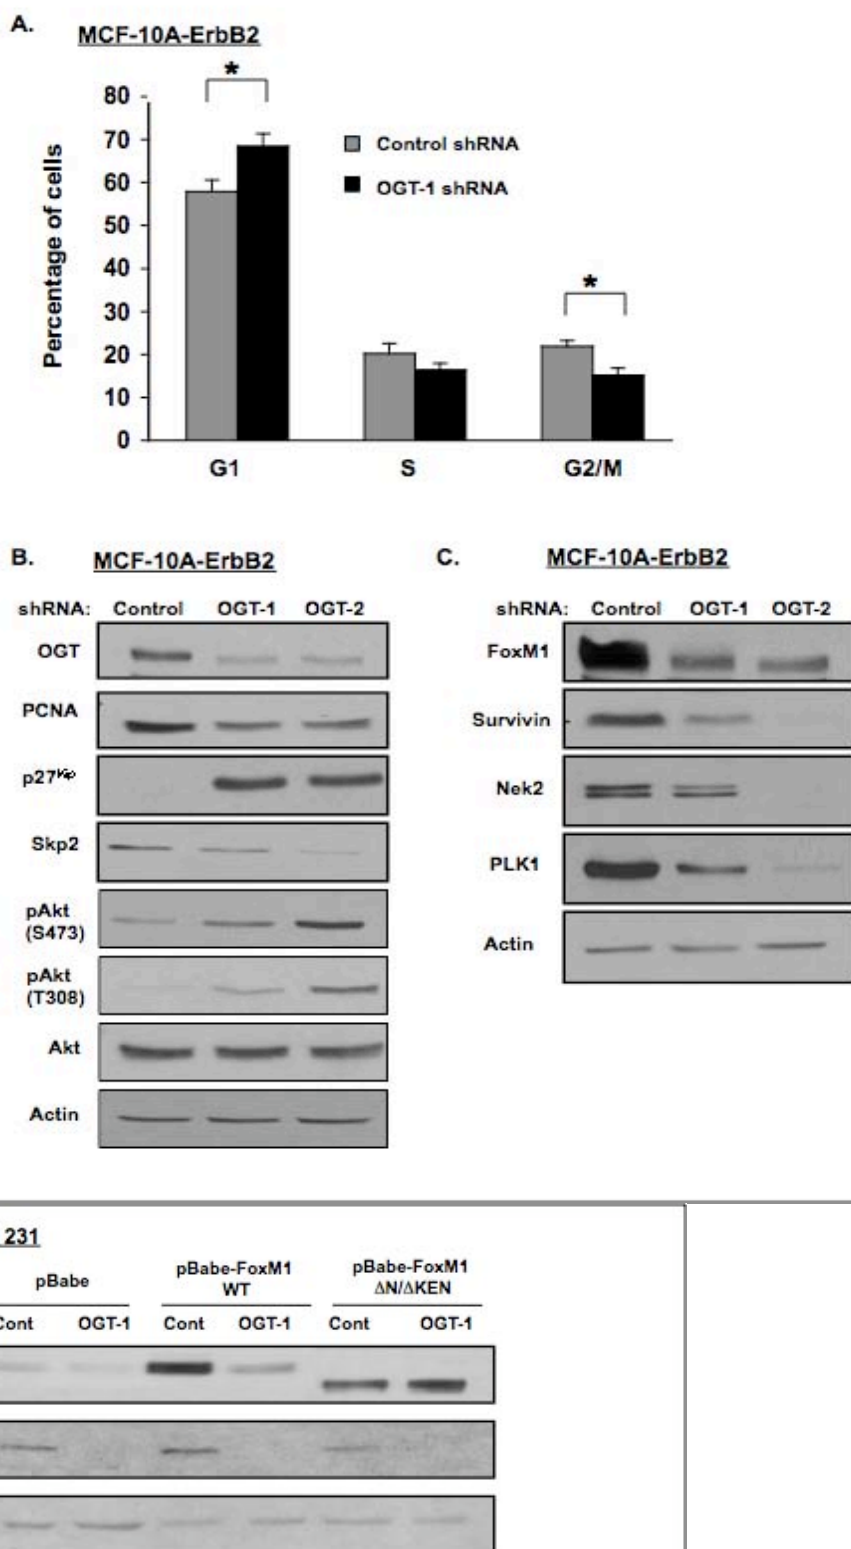 A.
MCF-10A-ErbB2
*
*
80
70
60
50
40
30
20
10
0
Percentage of cells
Control shRNA
OGT-1 shRNA
G1 S G2/M
B.
MCF-10A-ErbB2
shRNA: Control OGT-1 OGT-2
OGT
PCNA
p27Kip
Skp2
pAkt
(S473)
pAkt
(T308)
Akt
Actin
C.
MCF-10A-ErbB2
shRNA: Control OGT-1 OGT-2
FoxM1
Survivin
Nek2
PLK1
Actin
231
pBabe
pBabe-FoxM1
WT
pBabe-FoxM1
ΔN/ΔKEN
Cont OGT-1 Cont OGT-1 Cont OGT-1